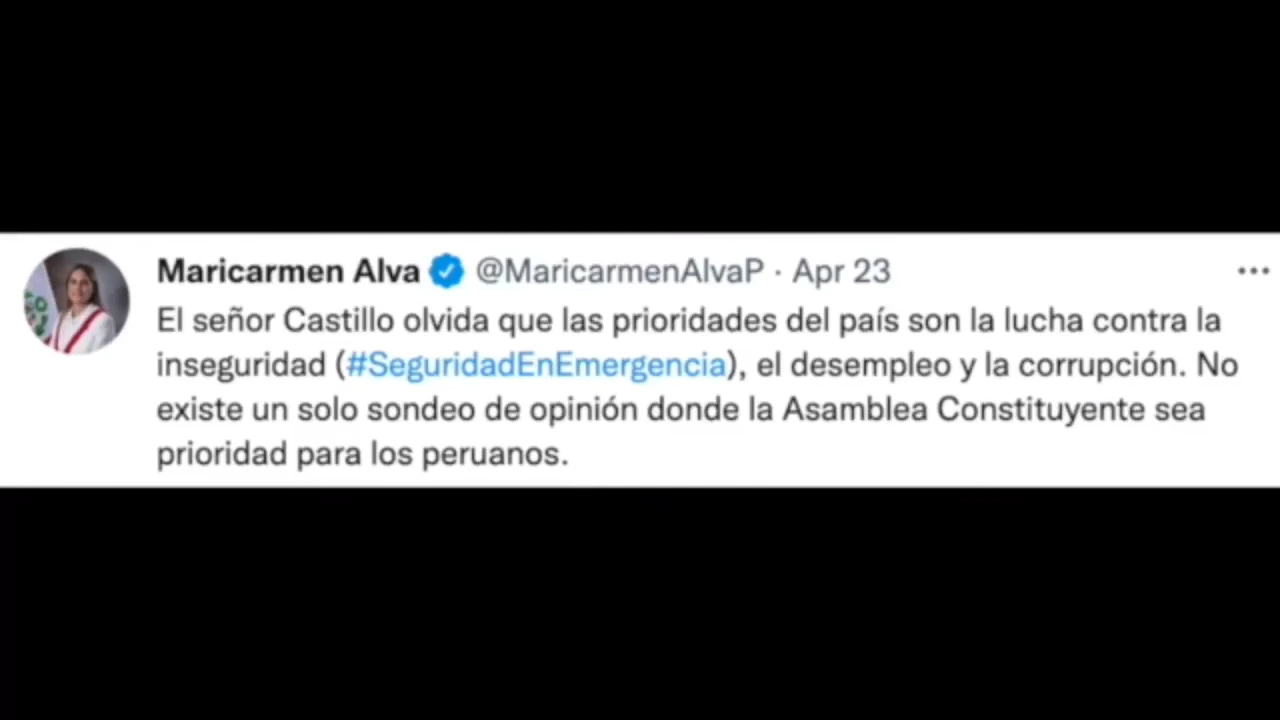 Maricarmen Alva @MaricarmenAlvaP · Apr 23
El señor Castillo olvida que las prioridades del país son la lucha contra la
inseguridad (#SeguridadEnEmergencia), el desempleo y la corrupción. No
existe un solo sondeo de opinión donde la Asamblea Constituyente sea
prioridad para los peruanos.